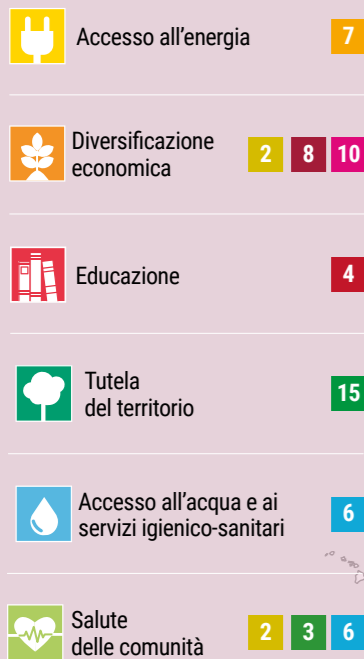 Accesso all'energia 7
Diversificazione
economica 2 8 10
Educazione 4
Tutela
del territorio 15
Accesso all'acqua e ai
servizi igienico-sanitari 6
Salute
delle comunità 2 3 6